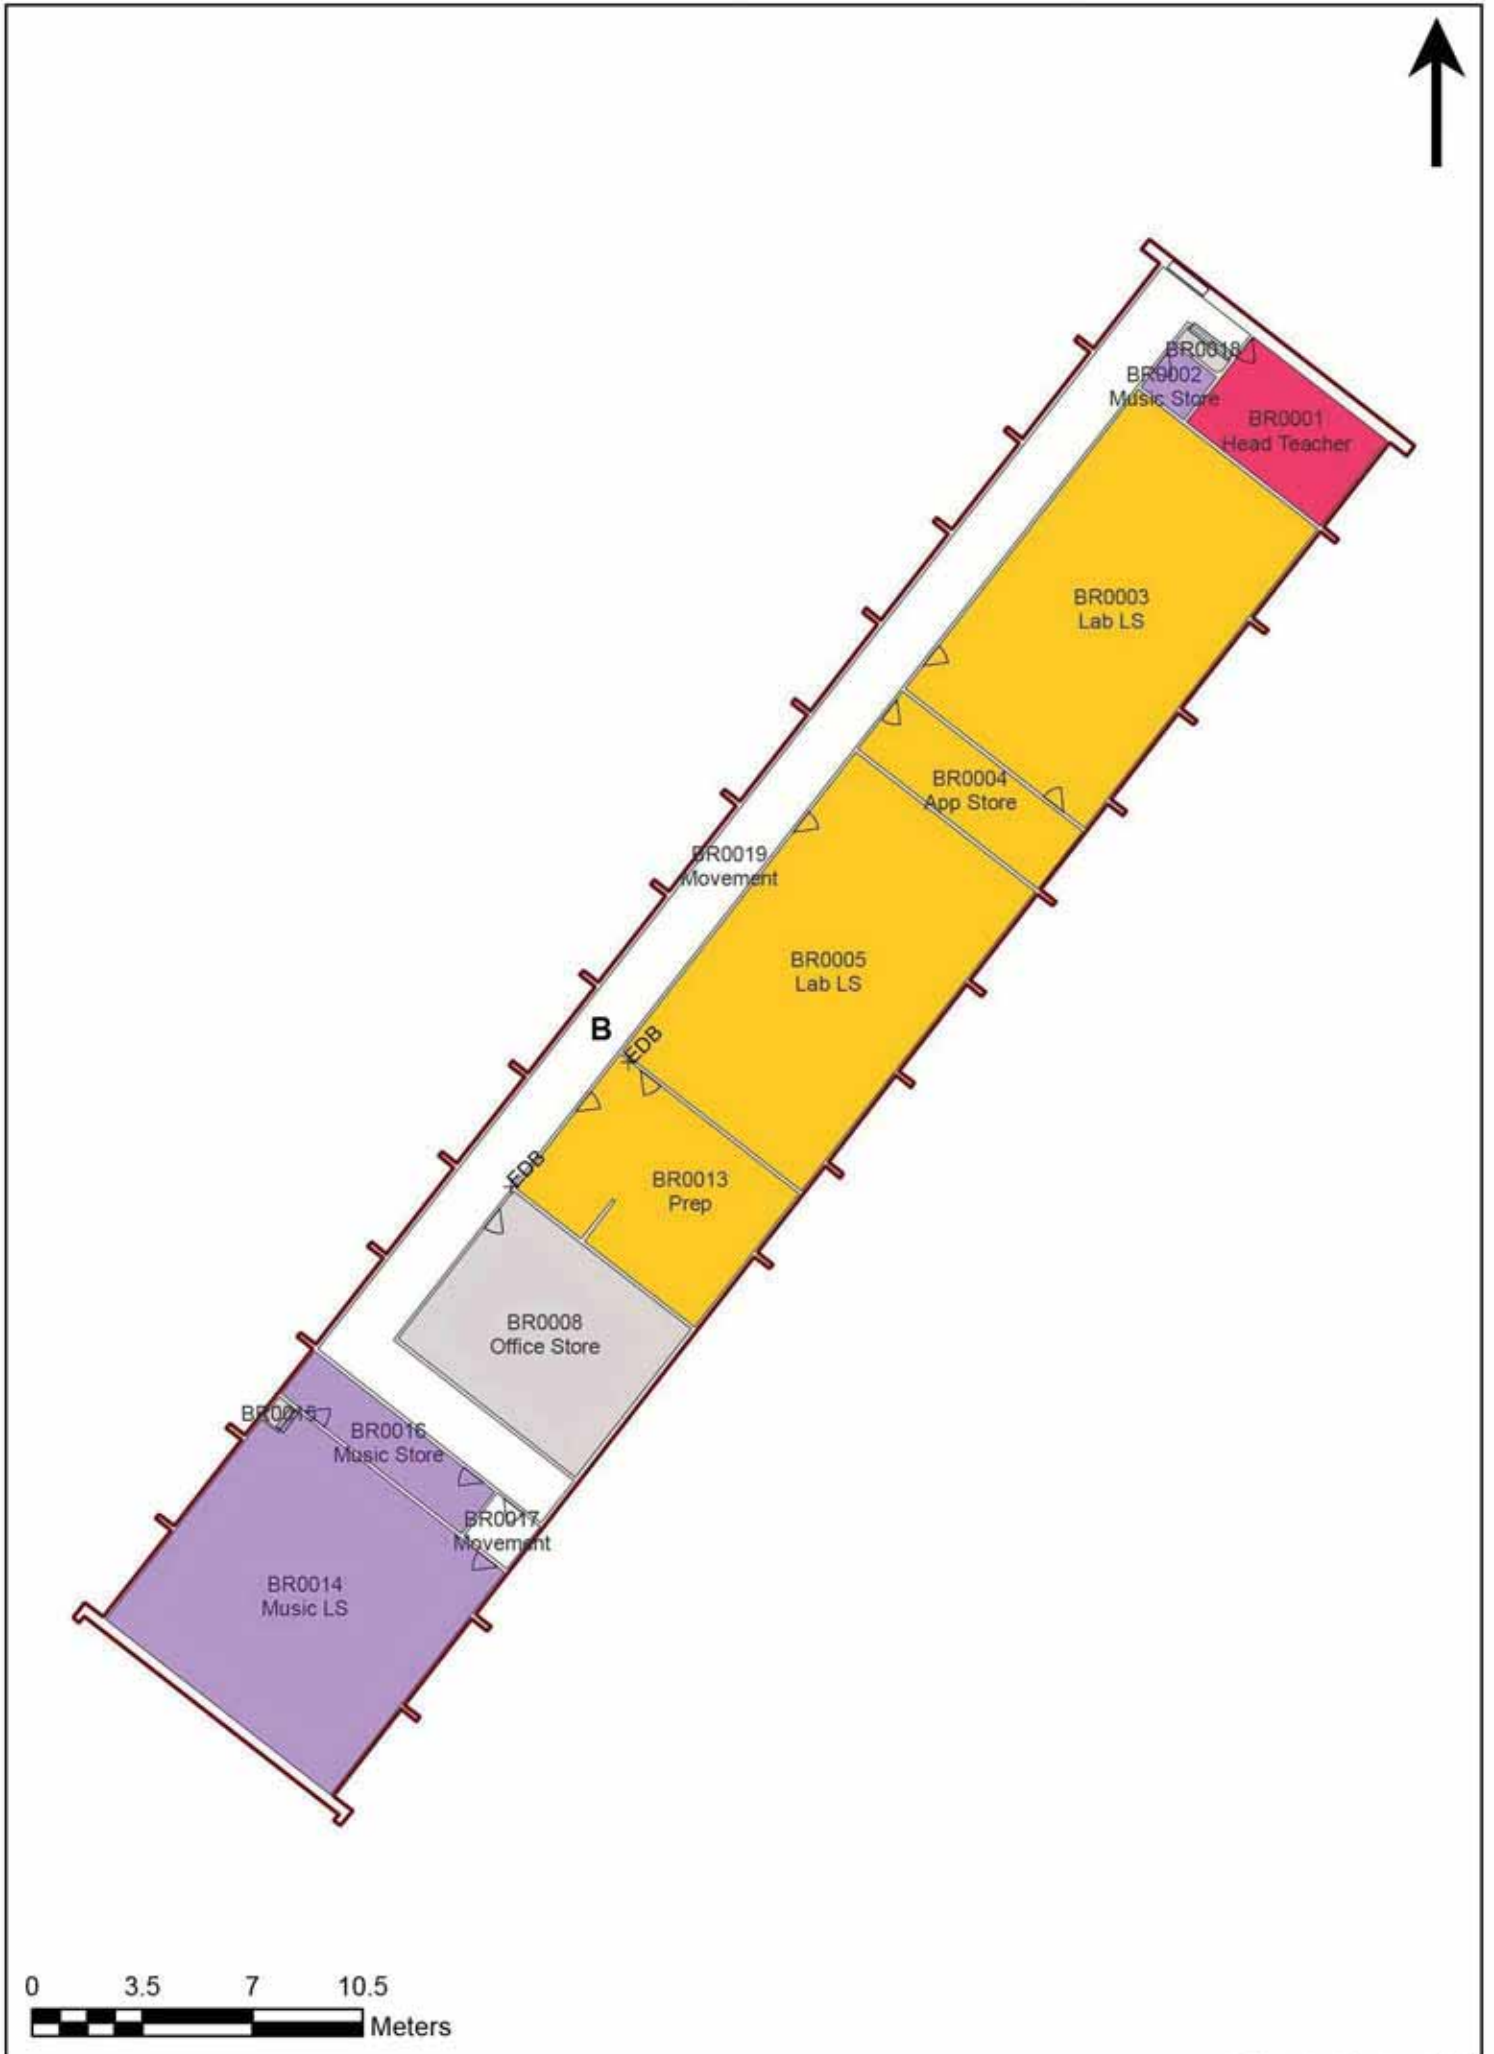 BR0018
BR0002
Music Store
BR0001
Head Teacher
BR0003
Lab LS
BR0004
App Store
BR0019
Movement
BR0005
Lab LS
B
EDB
EDB
BR0013
Prep
BR0008
Office Store
BR0015
BR0016
Music Store
BR0017
Movement
BR0014
Music LS
0 3.5 7 10.5
Meters